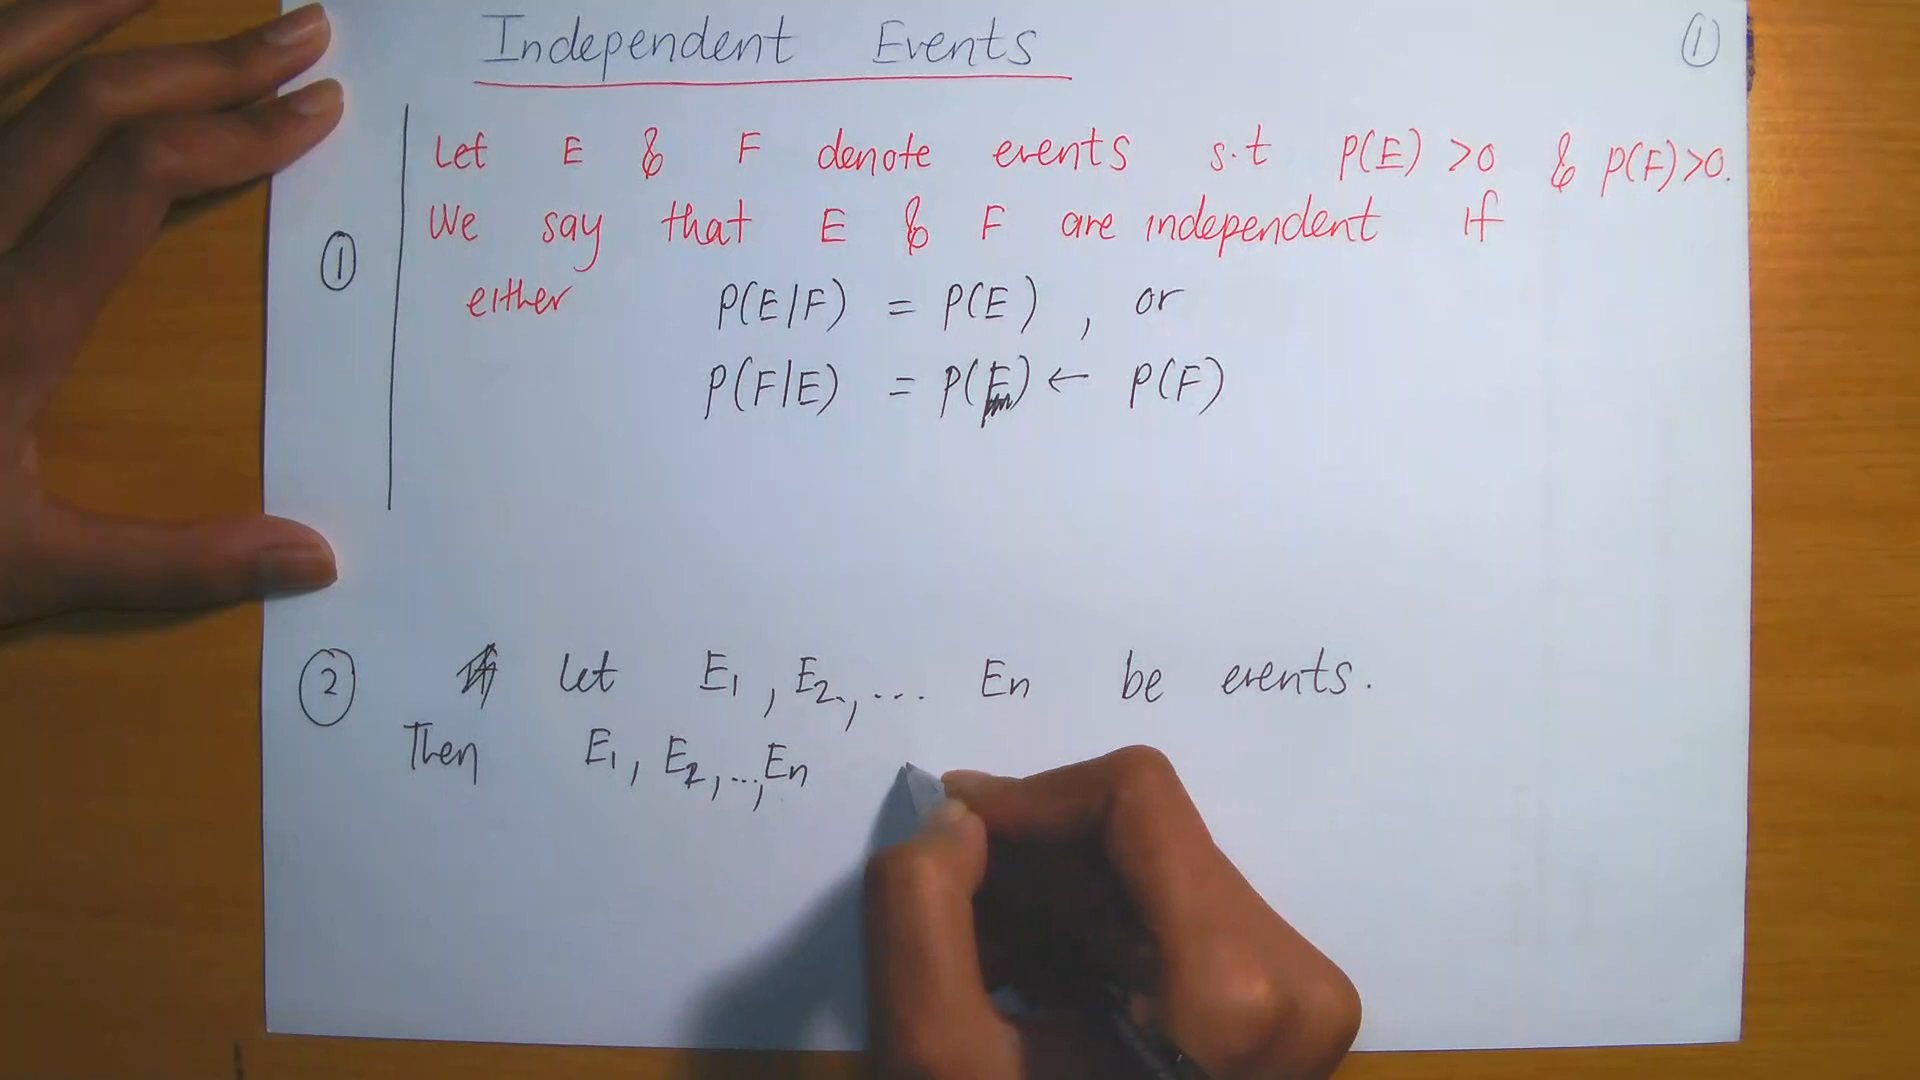 Independent Events
①
Let E & F denote events s.t P(E) >0 & P(F)>0.
We say that E & F are independent if
①
either P(E|F) = P(E) , or
P(F|E) = P(F) ← P(F)
② Let E1, E2, ... En be events.
Then E1, E2, ..., En